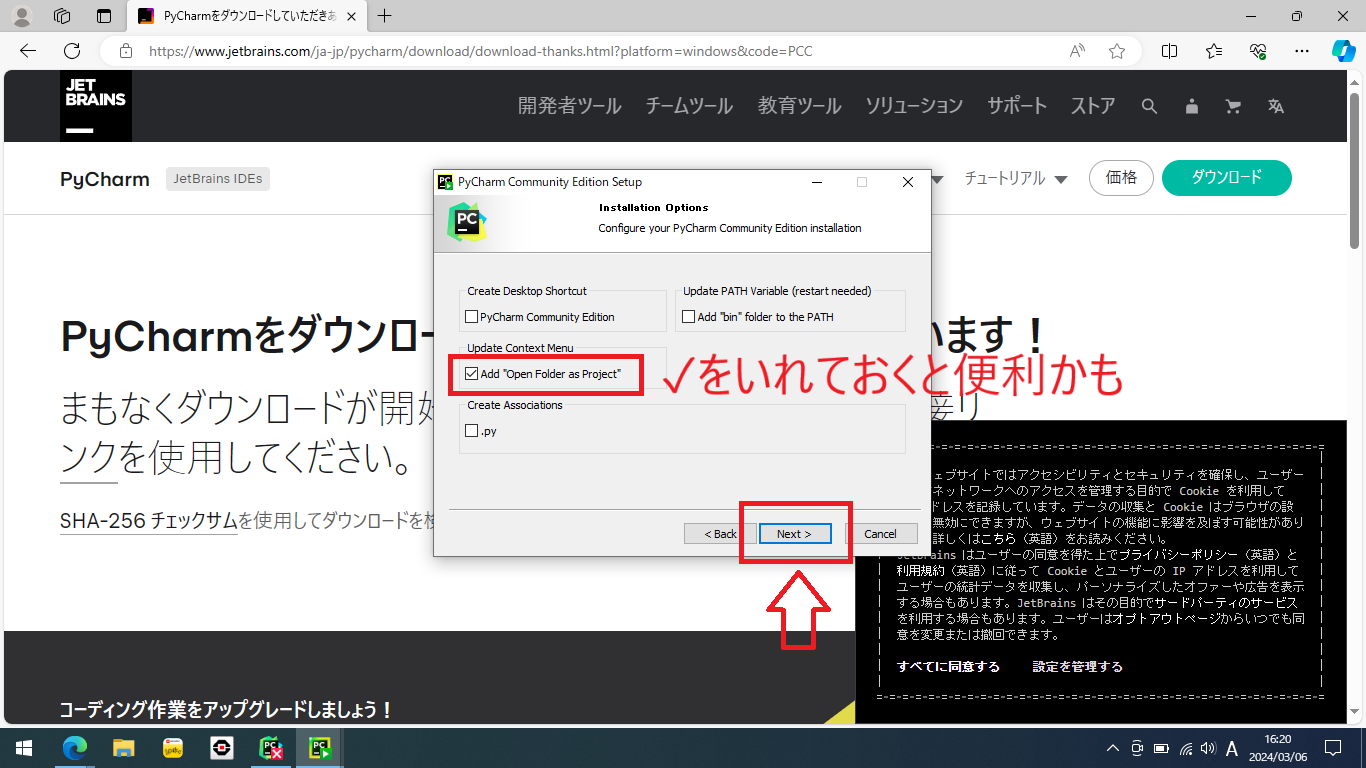 PyCharmをダウンロードしていただきあ
https://www.jetbrains.com/ja-jp/pycharm/download/download-thanks.html?platform=windows&code=PCC
JET
BRAINS
開発者ツール チームツール 教育ツール ソリューション サポート ストア
PyCharm JetBrains IDEs
チュートリアル 価格 ダウンロード
PyCharmをダウンロー
います！
まもなくダウンロードが開始
接リ
ンクを使用してください。
SHA-256 チェックサムを使用してダウンロードを検
PC PyCharm Community Edition Setup
PC
Installation Options
Configure your PyCharm Community Edition installation
Create Desktop Shortcut
PyCharm Community Edition
Update PATH Variable (restart needed)
Add "bin" folder to the PATH
Update Context Menu
Add "Open Folder as Project"
✓をいれておくと便利かも
Create Associations
.py
< Back Next > Cancel
ェブサイトではアクセシビリティとセキュリティを確保し、ユーザー
ネットワークへのアクセスを管理する目的で Cookie を利用して
ドレスを記録しています。データの収集と Cookie はブラウザの設
無効にできますが、ウェブサイトの機能に影響を及ぼす可能性があり
詳しくはこちら（英語）をお読みください。
JetBrains はユーザーの同意を得た上でプライバシーポリシー（英語）と
利用規約（英語）に従って Cookie とユーザーの IP アドレスを利用して
ユーザーの統計データを収集し、パーソナライズしたオファーや広告を表示
する場合もあります。JetBrains はその目的でサードパーティのサービス
を利用する場合もあります。ユーザーはオプトアウトページからいつでも同
意を変更または撤回できます。
すべてに同意する 設定を管理する
コーディング作業をアップグレードしましょう！
PC PC
A
16:20
2024/03/06